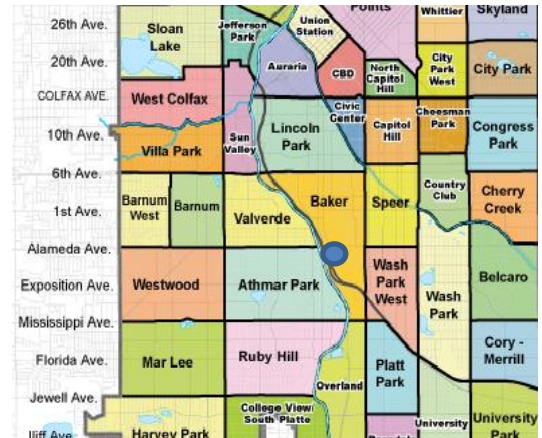 26th Ave.
20th Ave.
COLFAX AVE.
10th Ave.
6th Ave.
1st Ave.
Alameda Ave.
Exposition Ave.
Mississippi Ave.
Florida Ave.
Jewell Ave.
Iliff Ave.
Sloan
Lake
Jefferson
Park
Union
Station
Points
Whittier
Skyland
Auraria
CBD
North
Capitol
Hill
City
Park
West
City Park
West Colfax
Sun
Valley
Lincoln
Park
Civic
Center
Capitol
Hill
Cheesman
Park
Congress
Park
Villa Park
Barnum
West
Barnum
Valverde
Baker
Speer
Country
Club
Cherry
Creek
Westwood
Athmar Park
Wash
Park
West
Wash
Park
Belcaro
Mar Lee
Ruby Hill
Overland
Platt
Park
Cory -
Merrill
Harvey Park
College View
South Platte
University
University
Park